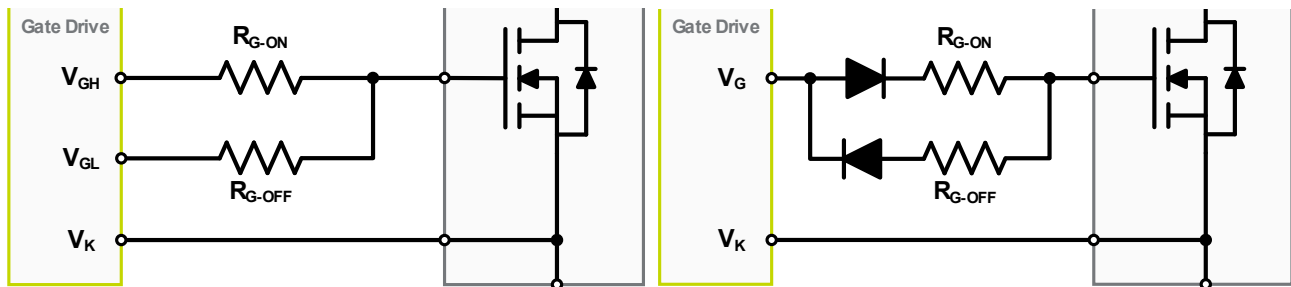 Gate Drive
R_G-ON
V_GH
V_GL
R_G-OFF
V_K
Gate Drive
R_G-ON
V_G
R_G-OFF
V_K